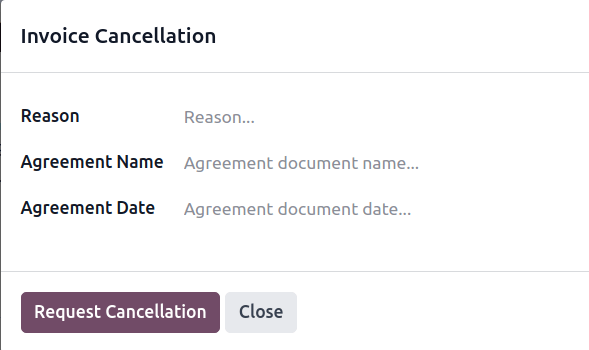 Invoice Cancellation
Reason Reason...
Agreement Name Agreement document name...
Agreement Date Agreement document date...
Request Cancellation Close